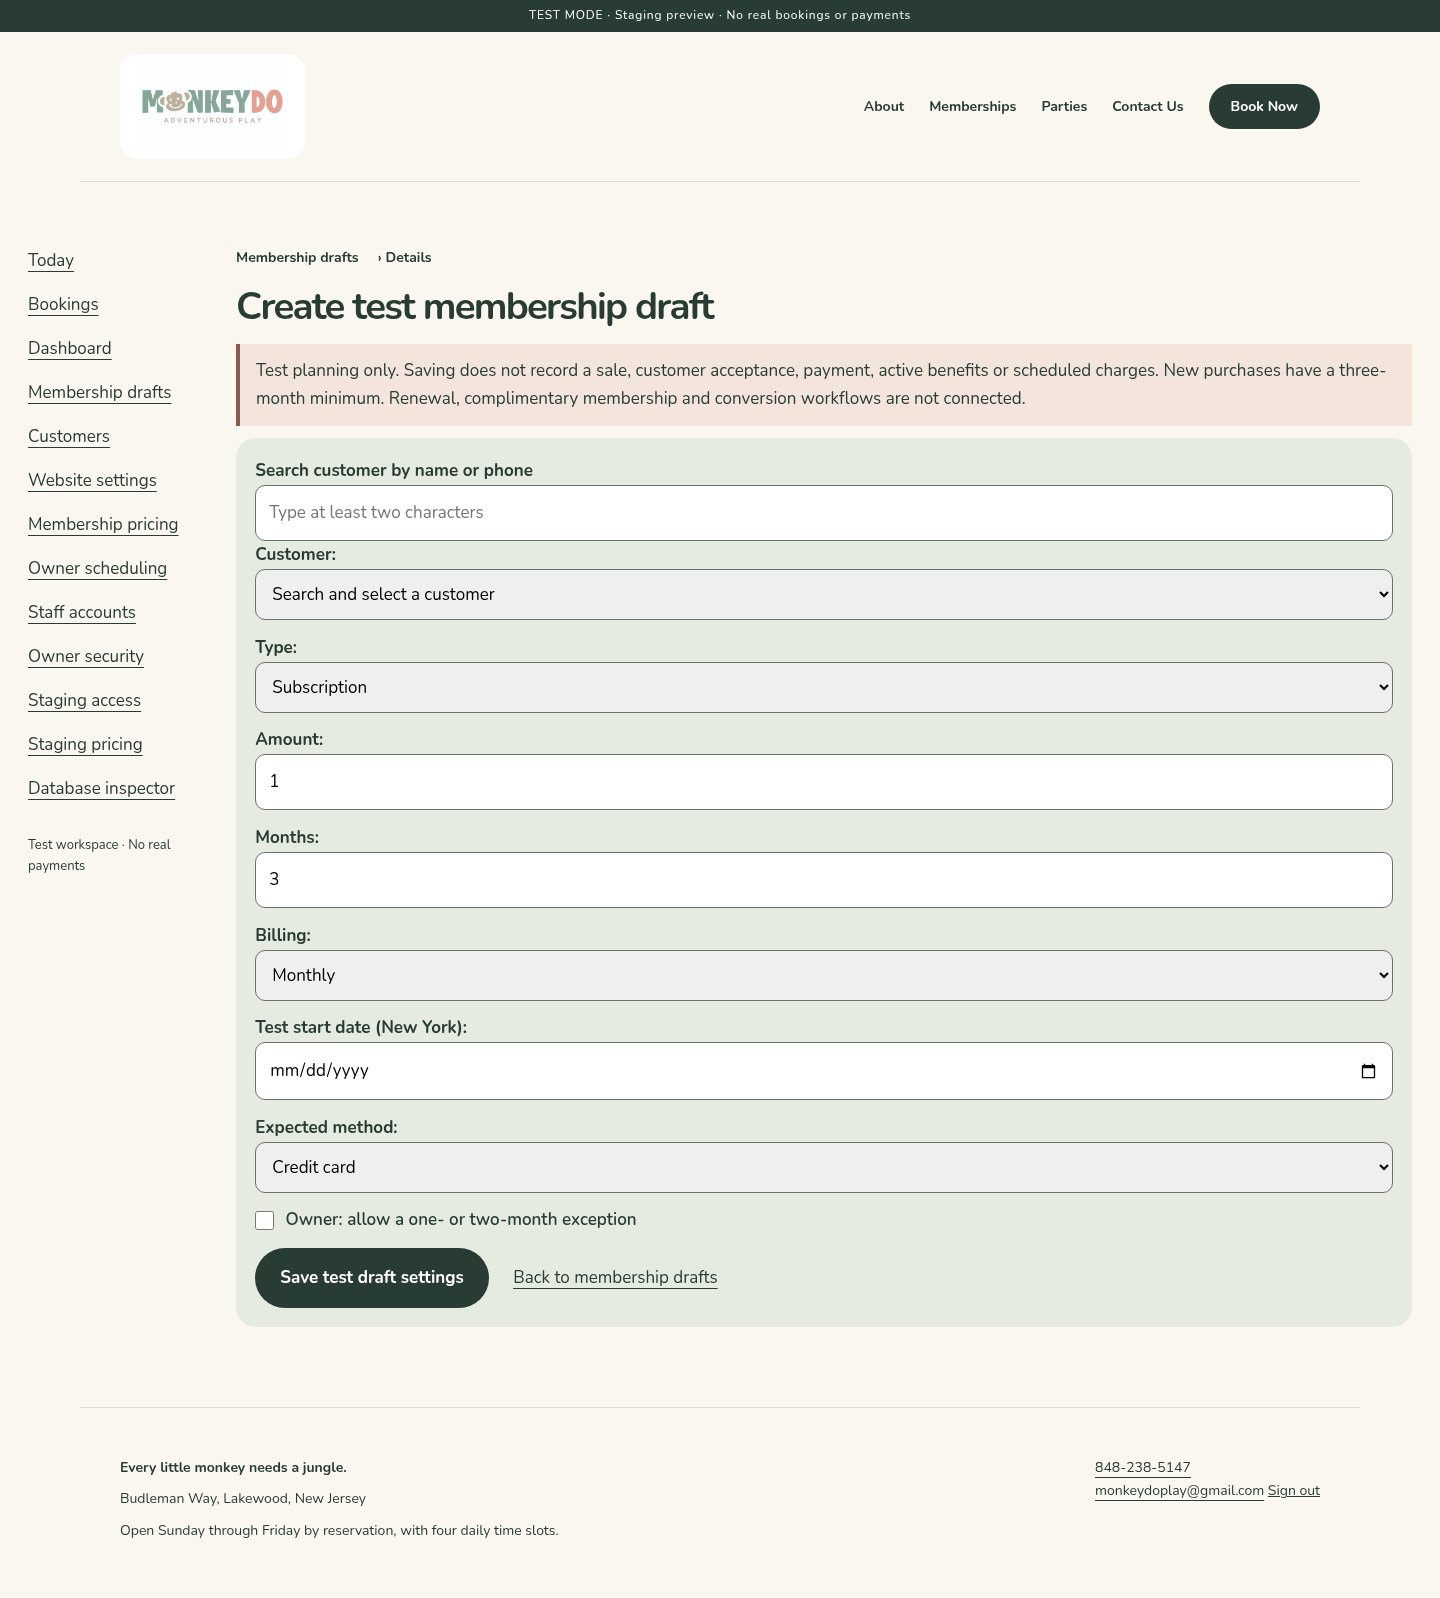 TEST MODE · Staging preview · No real bookings or payments
MONKEYDO
ADVENTUROUS PLAY
About
Memberships
Parties
Contact Us
Book Now
Today
Bookings
Dashboard
Membership drafts
Customers
Website settings
Membership pricing
Owner scheduling
Staff accounts
Owner security
Staging access
Staging pricing
Database inspector
Test workspace · No real
payments
Membership drafts › Details
Create test membership draft
Test planning only. Saving does not record a sale, customer acceptance, payment, active benefits or scheduled charges. New purchases have a three-
month minimum. Renewal, complimentary membership and conversion workflows are not connected.
Search customer by name or phone
Type at least two characters
Customer:
Search and select a customer
Type:
Subscription
Amount:
1
Months:
3
Billing:
Monthly
Test start date (New York):
mm/dd/yyyy
Expected method:
Credit card
Owner: allow a one- or two-month exception
Save test draft settings
Back to membership drafts
Every little monkey needs a jungle.
Budleman Way, Lakewood, New Jersey
Open Sunday through Friday by reservation, with four daily time slots.
848-238-5147
monkeydoplay@gmail.com Sign out